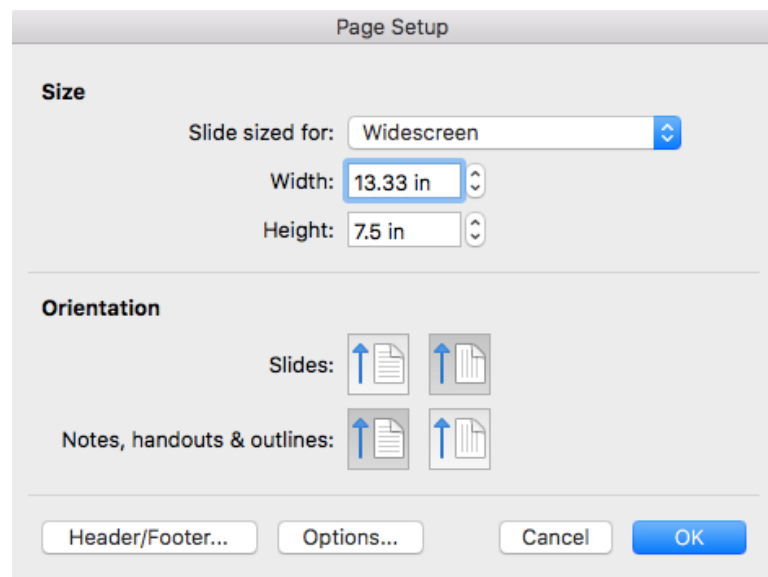 Page Setup
Size
Slide sized for: Widescreen
Width: 13.33 in
Height: 7.5 in
Orientation
Slides:
Notes, handouts & outlines:
Header/Footer... Options... Cancel OK